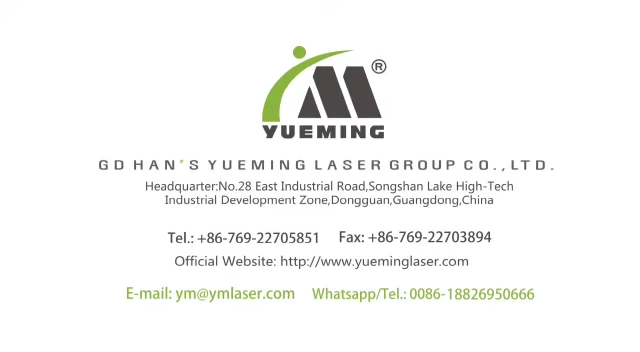 ®
YUEMING
GD HAN'S YUEMING LASER GROUP CO.,LTD.
Headquarter:No.28 East Industrial Road,Songshan Lake High-Tech
Industrial Development Zone,Dongguan,Guangdong,China
Tel.: +86-769-22705851 Fax: +86-769-22703894
Official Website: http://www.yueminglaser.com
E-mail: ym@ymlaser.com Whatsapp/Tel.: 0086-18826950666